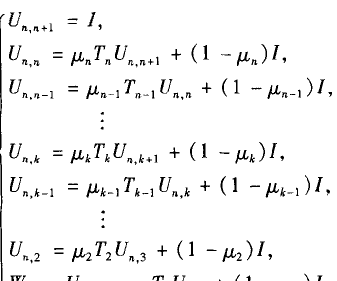 U_{n,n+1} = I,
U_{n,n} = μ_n T_n U_{n,n+1} + (1 − μ_n)I,
U_{n,n-1} = μ_{n-1} T_{n-1} U_{n,n} + (1 − μ_{n-1})I,
⋮
U_{n,k} = μ_k T_k U_{n,k+1} + (1 − μ_k)I,
U_{n,k-1} = μ_{k-1} T_{k-1} U_{n,k} + (1 − μ_{k-1})I,
⋮
U_{n,2} = μ_2 T_2 U_{n,3} + (1 − μ_2)I,